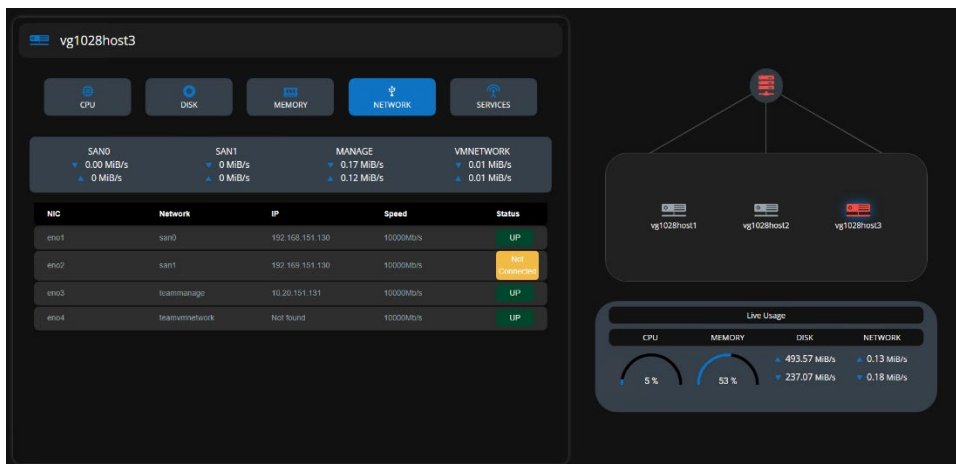 vg1028host3
CPU DISK MEMORY NETWORK SERVICES
SAN0 SAN1 MANAGE VMNETWORK
0.00 MiB/s 0 MiB/s 0.17 MiB/s 0.01 MiB/s
0 MiB/s 0 MiB/s 0.12 MiB/s 0.01 MiB/s
NIC Network IP Speed Status
eno1 san0 192.168.151.130 10000Mb/s UP
eno2 san1 192.169.151.130 10000Mb/s Not Connected
eno3 teammanage 10.20.151.131 10000Mb/s UP
eno4 teamvmnetwork Not found 10000Mb/s UP
vg1028host1 vg1028host2 vg1028host3
Live Usage
CPU MEMORY DISK NETWORK
5 % 53 % 493.57 MiB/s 0.13 MiB/s
237.07 MiB/s 0.18 MiB/s